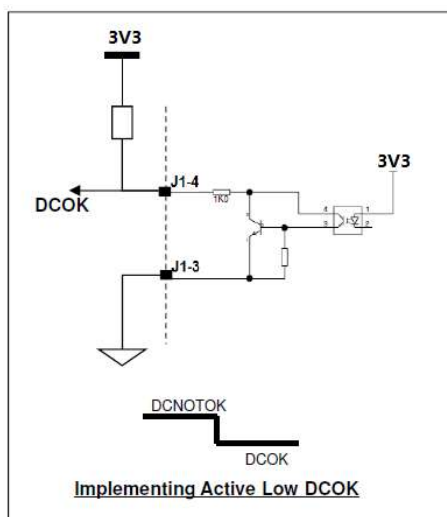 3V3
3V3
J1-4
1K0
4
1
DCOK
3
2
J1-3
DCNOTOK
DCOK
Implementing Active Low DCOK